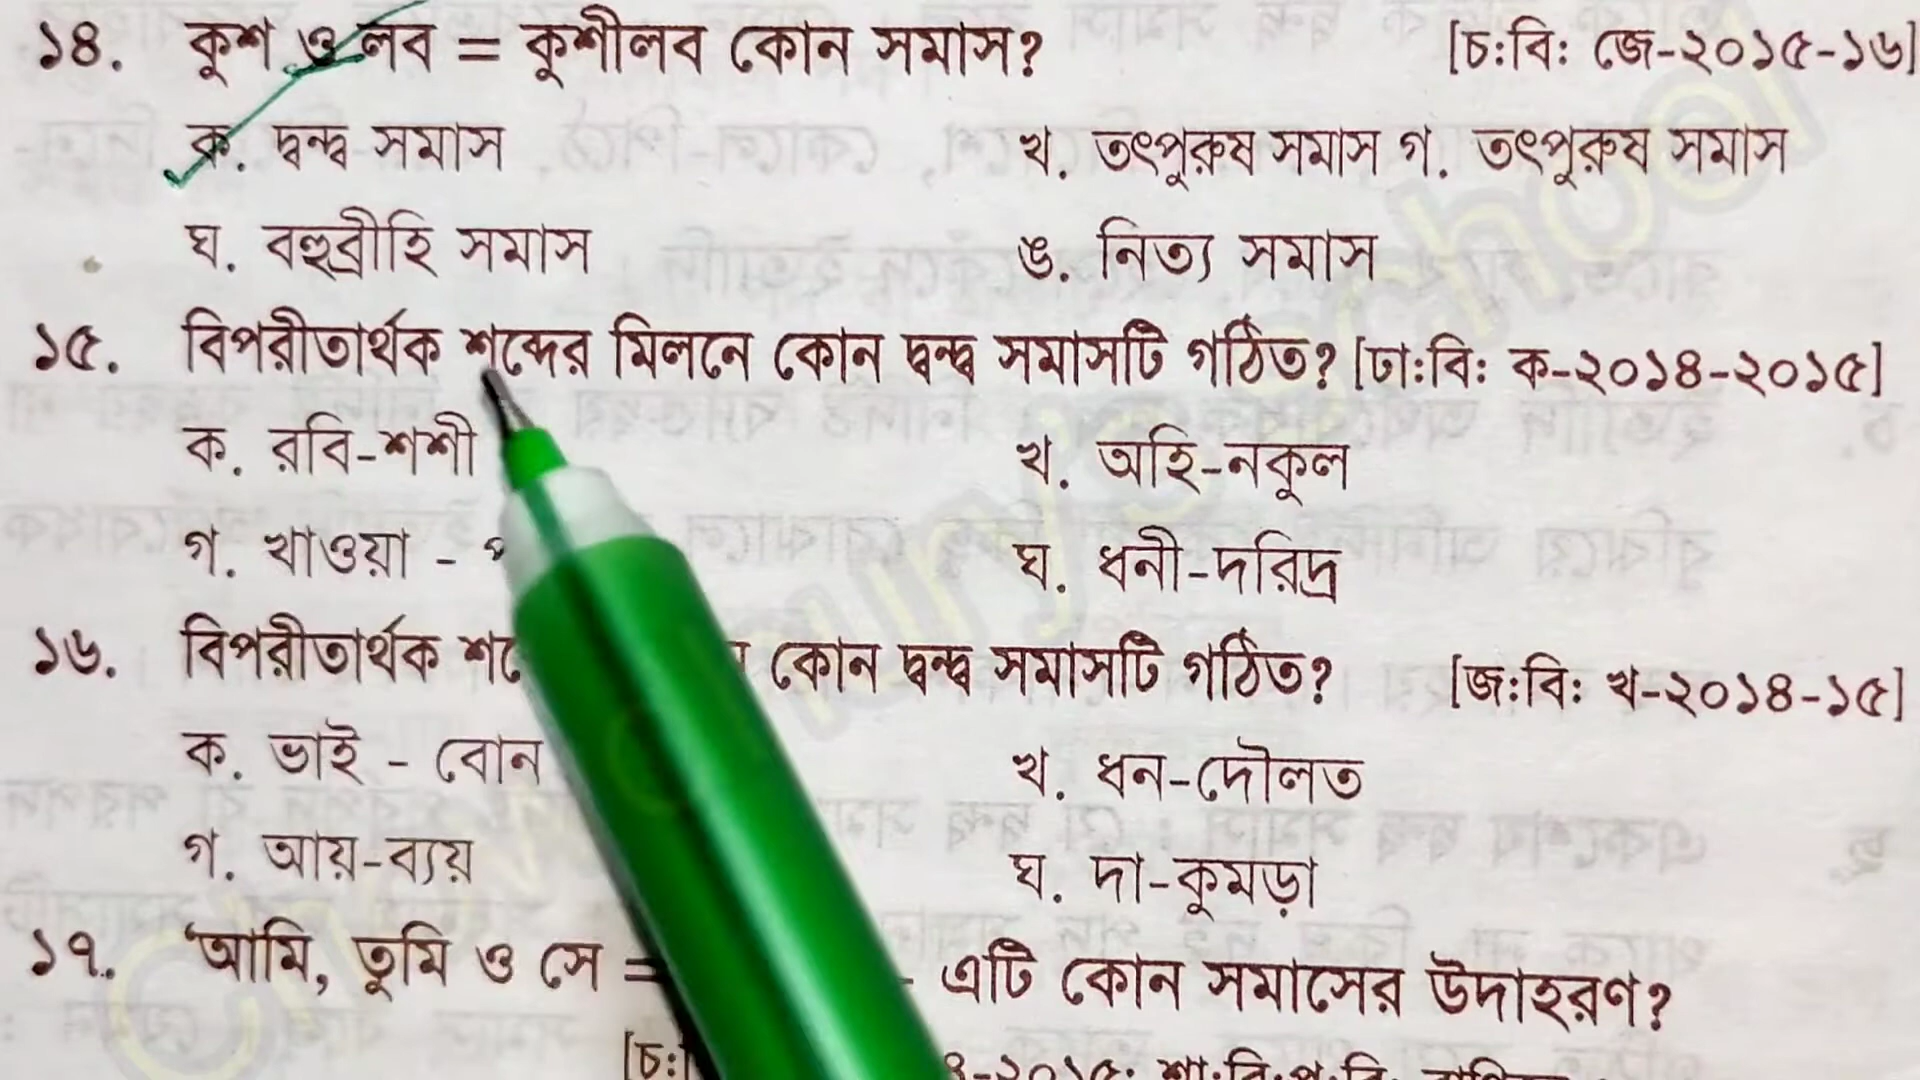 ১৪. কুশ ও লব = কুশীলব কোন সমাস? [চ:বি: জে-২০১৫-১৬]
ক. দ্বন্দ্ব সমাস খ. তৎপুরুষ সমাস গ. তৎপুরুষ সমাস
ঘ. বহুব্রীহি সমাস ঙ. নিত্য সমাস
১৫. বিপরীতার্থক শব্দের মিলনে কোন দ্বন্দ্ব সমাসটি গঠিত? [ঢা:বি: ক-২০১৪-২০১৫]
ক. রবি-শশী খ. অহি-নকুল
গ. খাওয়া - ঘ. ধনী-দরিদ্র
১৬. বিপরীতার্থক কোন দ্বন্দ্ব সমাসটি গঠিত? [জ:বি: খ-২০১৪-১৫]
ক. ভাই - বোন খ. ধন-দৌলত
গ. আয়-ব্যয় ঘ. দা-কুমড়া
১৭. ‘আমি, তুমি ও সে = - এটি কোন সমাসের উদাহরণ?